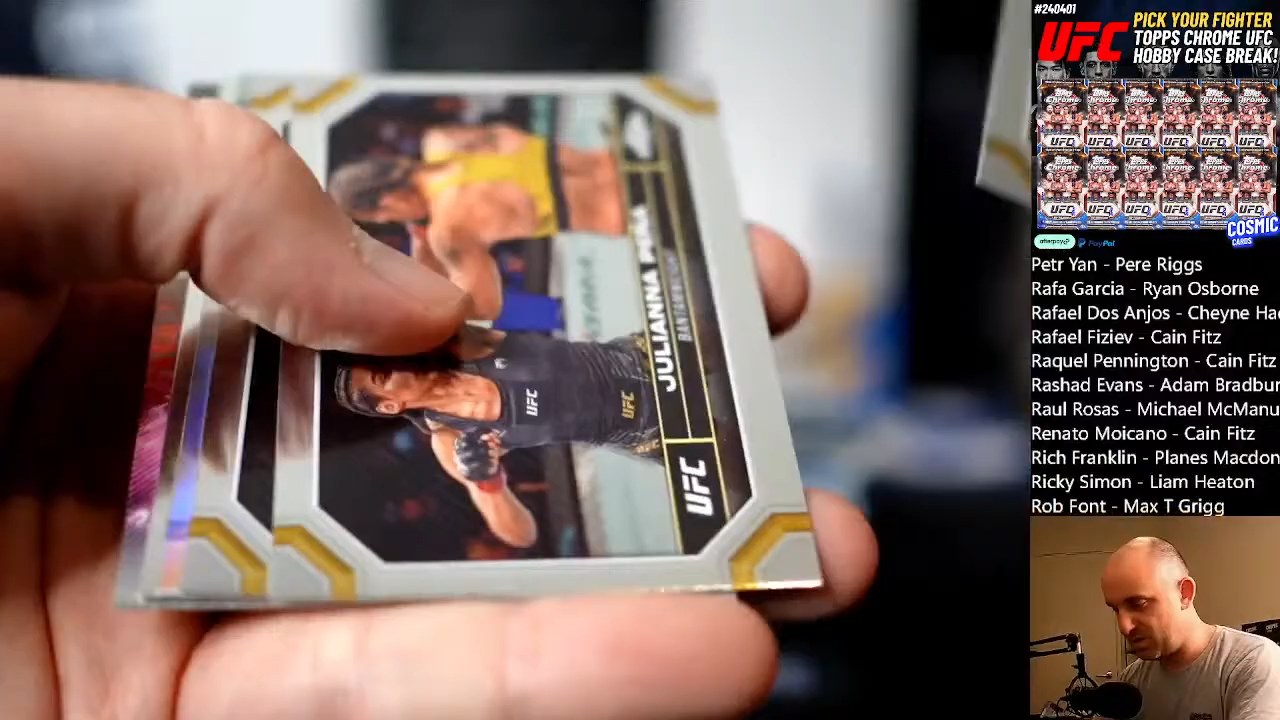 #240401
UFC
PICK YOUR FIGHTER
TOPPS CHROME UFC
HOBBY CASE BREAK!
COSMIC
CARDS
afterpay
PayPal
Petr Yan - Pere Riggs
Rafa Garcia - Ryan Osborne
Rafael Dos Anjos - Cheyne Ha
Rafael Fiziev - Cain Fitz
Raquel Pennington - Cain Fitz
Rashad Evans - Adam Bradbur
Raul Rosas - Michael McManu
Renato Moicano - Cain Fitz
Rich Franklin - Planes Macdon
Ricky Simon - Liam Heaton
Rob Font - Max T Grigg
JULIANNA
UFC
UFC
UFC